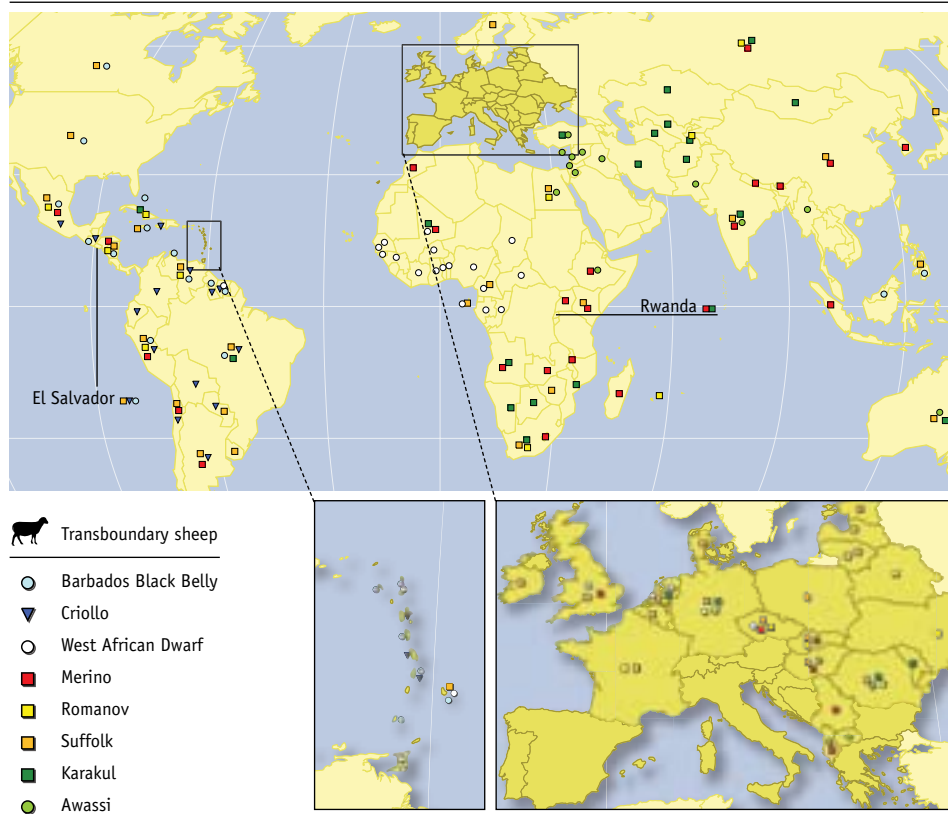 Rwanda
El Salvador
Transboundary sheep
Barbados Black Belly
Criollo
West African Dwarf
Merino
Romanov
Suffolk
Karakul
Awassi